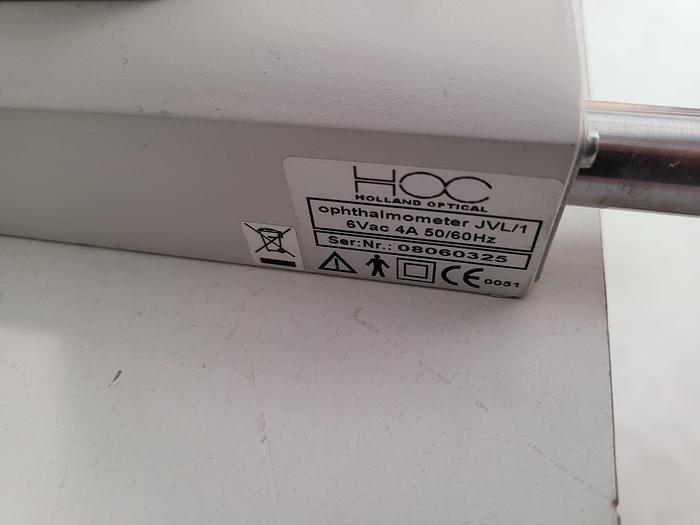 HOC
HOLLAND OPTICAL
ophthalmometer JVL/1
6Vac 4A 50/60Hz
Ser:Nr.: 08060325
CE 0051